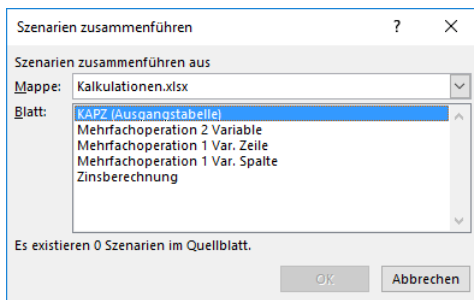 Szenarien zusammenführen
Szenarien zusammenführen aus
Mappe: Kalkulationen.xlsx
Blatt: KAPZ (Ausgangstabelle)
Mehrfachoperation 2 Variable
Mehrfachoperation 1 Var. Zeile
Mehrfachoperation 1 Var. Spalte
Zinsberechnung
Es existieren 0 Szenarien im Quellblatt.
OK Abbrechen